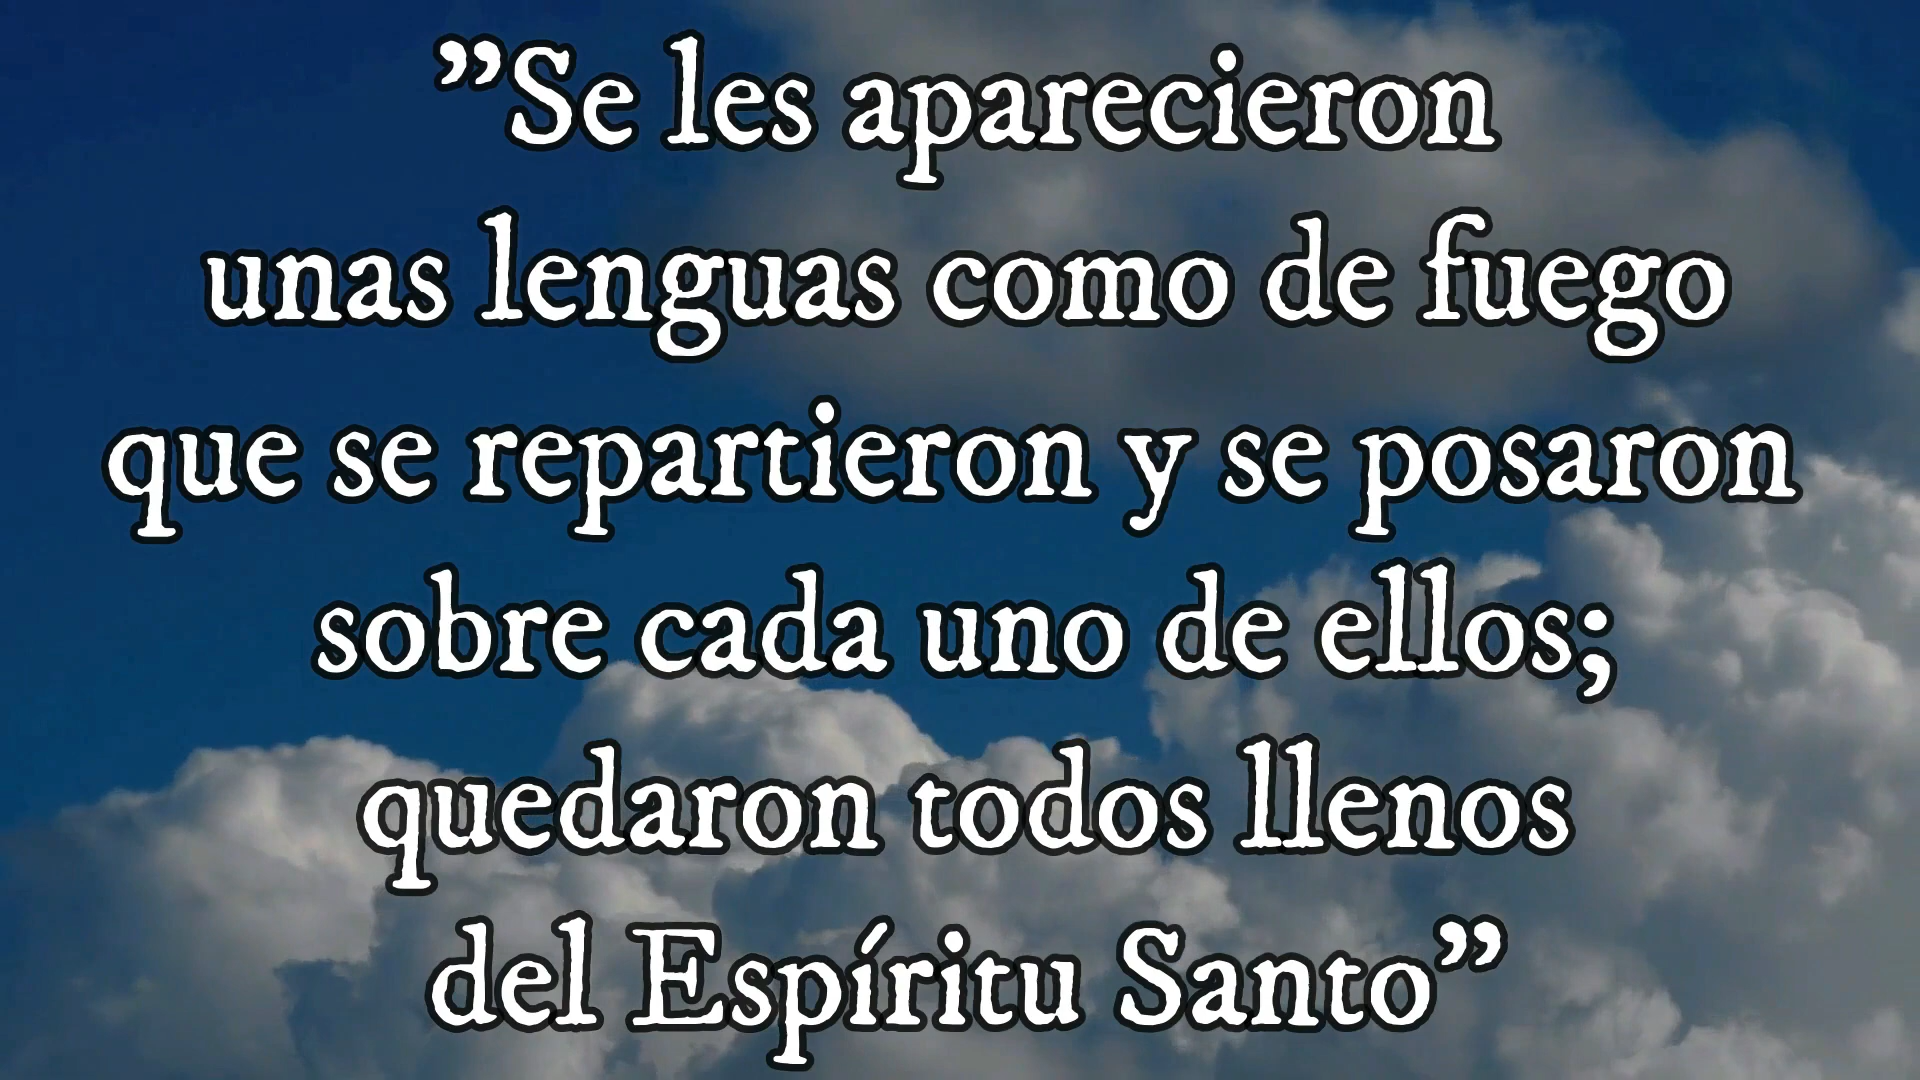 ”Se les aparecieron
unas lenguas como de fuego
que se repartieron y se posaron
sobre cada uno de ellos;
quedaron todos llenos
del Espíritu Santo”